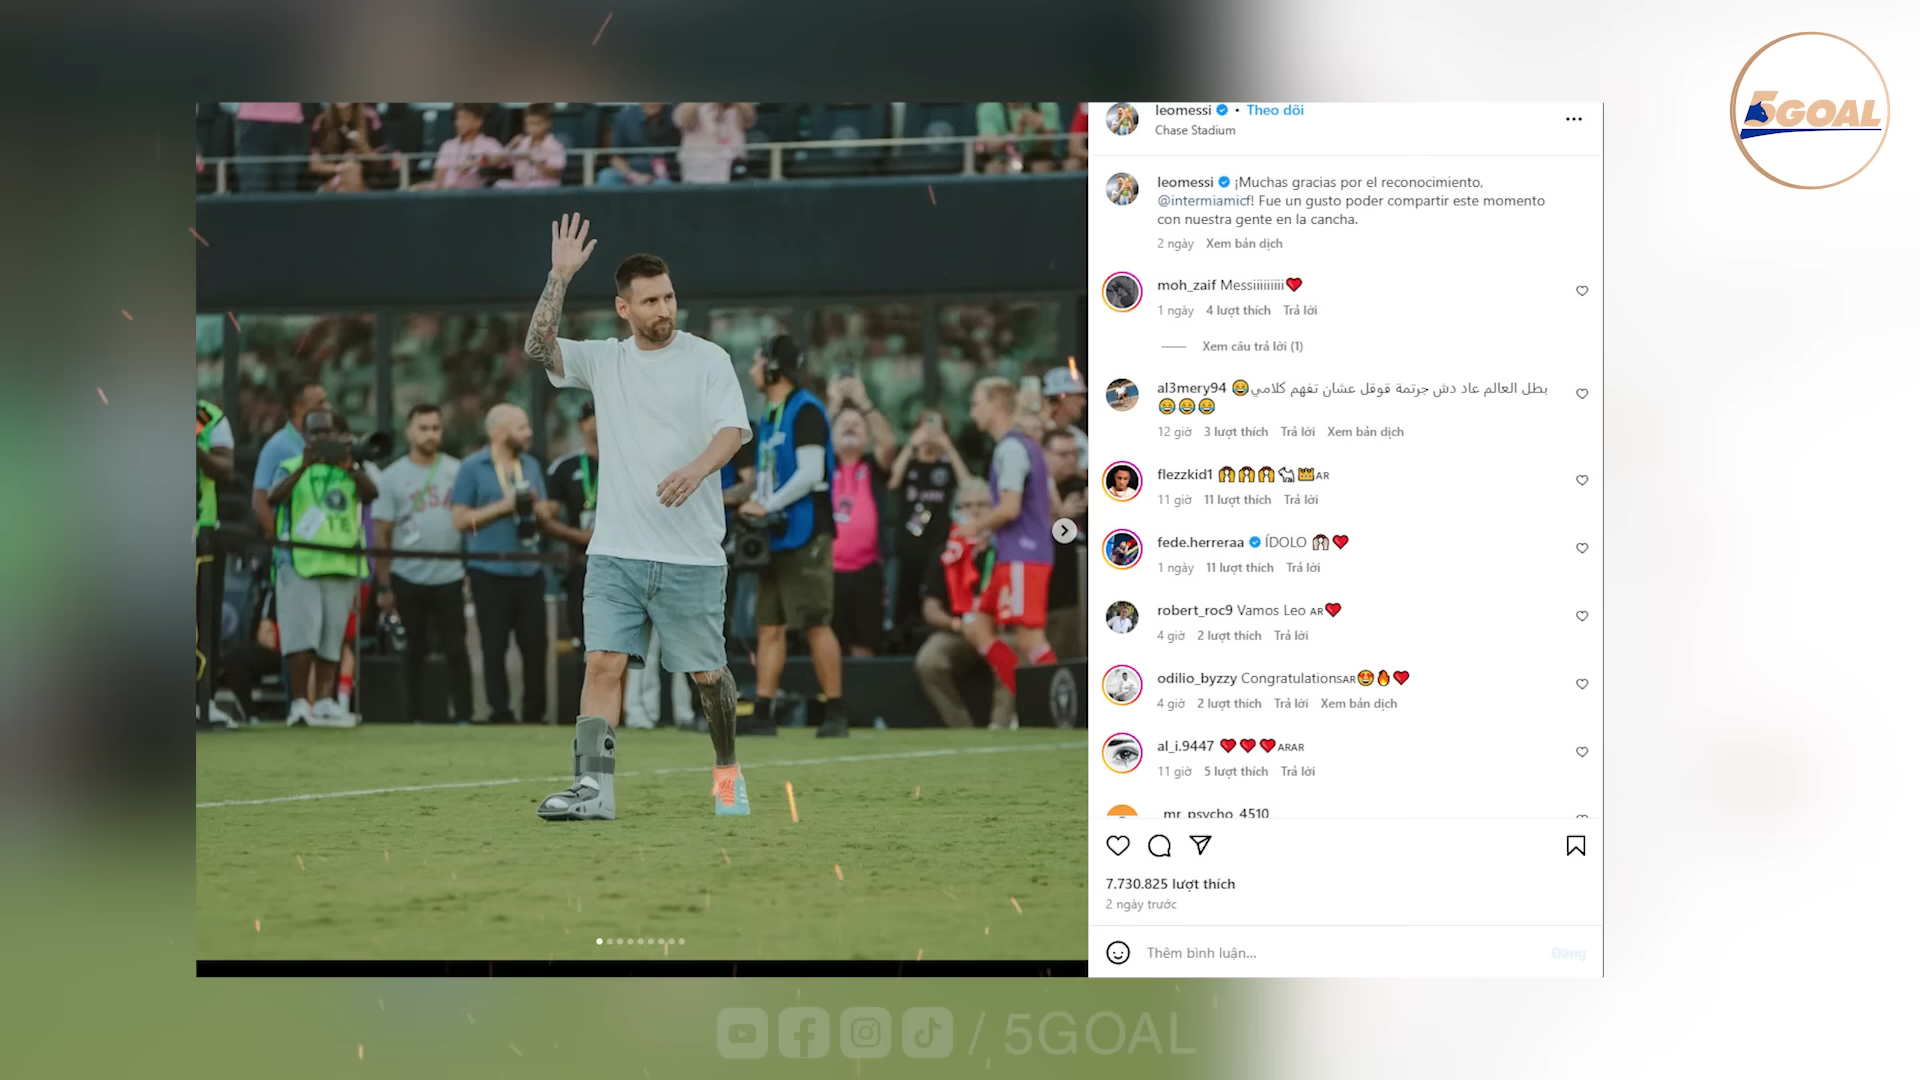 5GOAL
leomessi • Theo dõi
Chase Stadium
leomessi ¡Muchas gracias por el reconocimiento,
@intermiamicf! Fue un gusto poder compartir este momento
con nuestra gente en la cancha.
2 ngày Xem bản dịch
moh_zaif Messiiiiiiiiii❤️
1 ngày 4 lượt thích Trả lời
Xem câu trả lời (1)
al3mery94 😂بطل العالم عاد دش جرتمة قوقل عشان تفهم كلامي
😂😂😂
12 giờ 3 lượt thích Trả lời Xem bản dịch
flezzkid1 🙌🙌🙌🐐👑AR
11 giờ 11 lượt thích Trả lời
fede.herreraa ÍDOLO 🙌❤️
1 ngày 11 lượt thích Trả lời
robert_roc9 Vamos Leo AR❤️
4 giờ 2 lượt thích Trả lời
odilio_byzzy CongratulationsAR😍🔥❤️
4 giờ 2 lượt thích Trả lời Xem bản dịch
al_i.9447 ❤️❤️❤️ARAR
11 giờ 5 lượt thích Trả lời
_mr_psycho_4510_
7.730.825 lượt thích
2 ngày trước
Thêm bình luận...
Đăng
/ 5GOAL